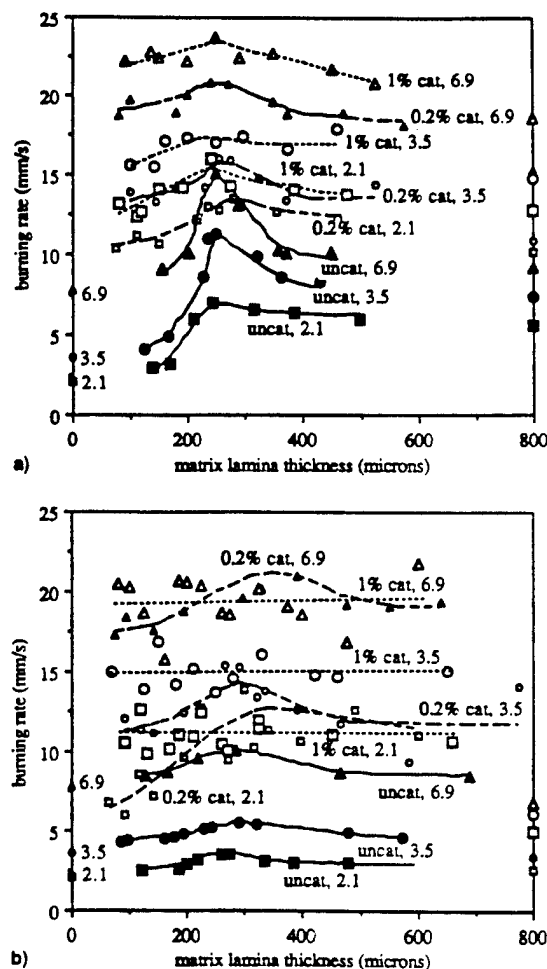 25
20
15
10
5
0
burning rate (mm/s)
1% cat, 6.9
0.2% cat, 6.9
1% cat, 3.5
1% cat, 2.1
0.2% cat, 3.5
0.2% cat, 2.1
uncat, 6.9
uncat, 3.5
uncat, 2.1
6.9
3.5
2.1
0 200 400 600 800
a) matrix lamina thickness (microns)
25
20
15
10
5
0
burning rate (mm/s)
0.2% cat, 6.9
1% cat, 6.9
1% cat, 3.5
0.2% cat, 3.5
1% cat, 2.1
0.2% cat, 2.1
uncat, 6.9
uncat, 3.5
uncat, 2.1
6.9
3.5
2.1
0 200 400 600 800
b) matrix lamina thickness (microns)